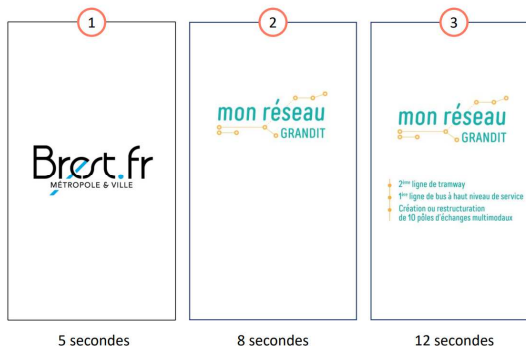 1
Brest.fr
MÉTROPOLE & VILLE
5 secondes
2
mon réseau
GRANDIT
8 secondes
3
mon réseau
GRANDIT
2ème ligne de tramway
1ère ligne de bus à haut niveau de service
Création ou restructuration
de 10 pôles d'échanges multimodaux
12 secondes